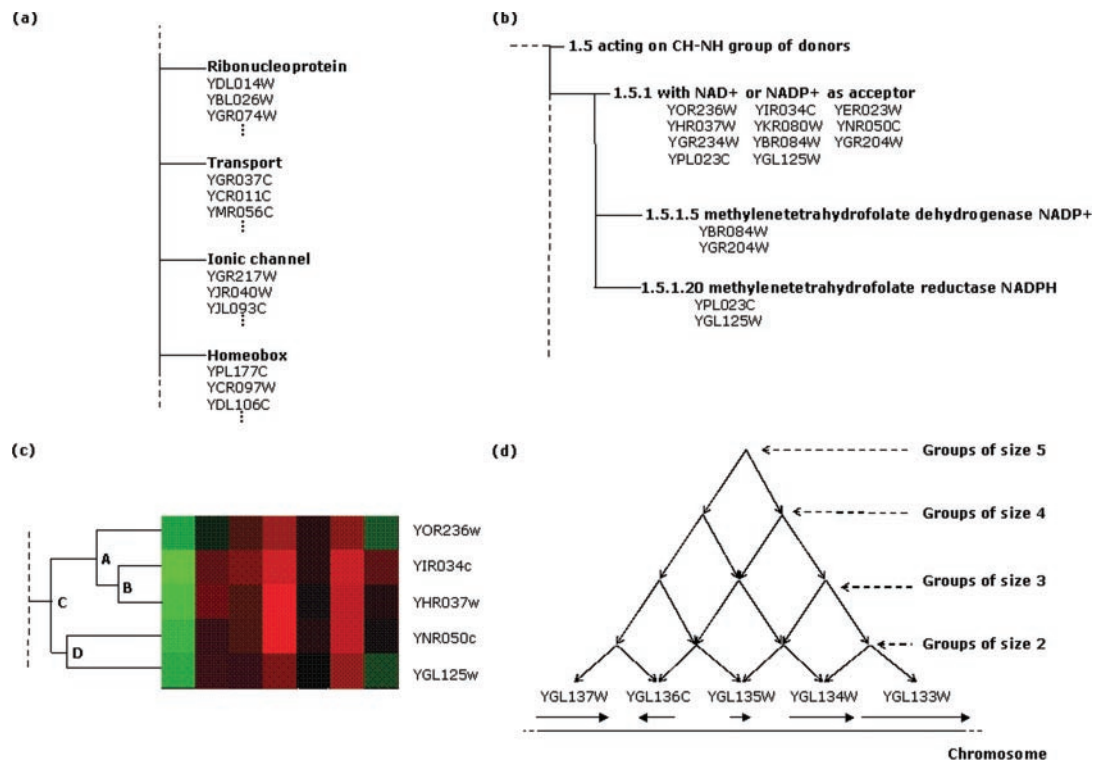 (a)
Ribonucleoprotein
YDL014W
YBL026W
YGR074W
Transport
YGR037C
YCR011C
YMR056C
Ionic channel
YGR217W
YJR040W
YJL093C
Homeobox
YPL177C
YCR097W
YDL106C
(b)
1.5 acting on CH-NH group of donors
1.5.1 with NAD+ or NADP+ as acceptor
YOR236W YIR034C YER023W
YHR037W YKR080W YNR050C
YGR234W YBR084W YGR204W
YPL023C YGL125W
1.5.1.5 methylenetetrahydrofolate dehydrogenase NADP+
YBR084W
YGR204W
1.5.1.20 methylenetetrahydrofolate reductase NADPH
YPL023C
YGL125W
(c)
A
B
C
D
YOR236w
YIR034c
YHR037w
YNR050c
YGL125w
(d)
Groups of size 5
Groups of size 4
Groups of size 3
Groups of size 2
YGL137W YGL136C YGL135W YGL134W YGL133W
Chromosome